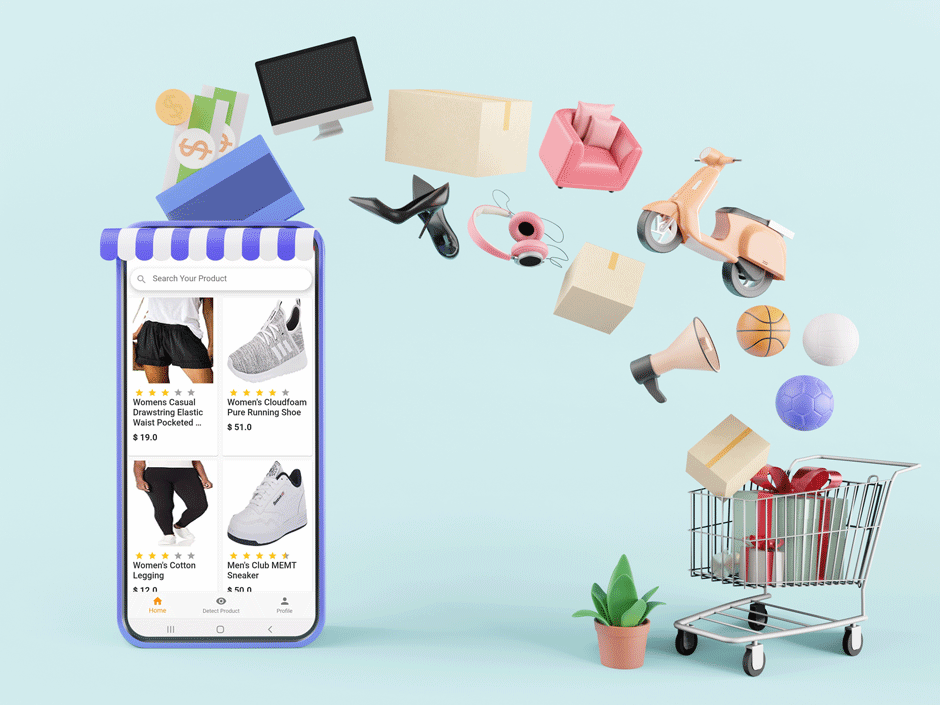 Search Your Product
Womens Casual
Drawstring Elastic
Waist Pocketed ...
$ 19.0
Women's Cloudfoam
Pure Running Shoe
$ 51.0
Women's Cotton
Legging
$ 12.0
Men's Club MEMT
Sneaker
$ 50.0
Home
Detect Product
Profile